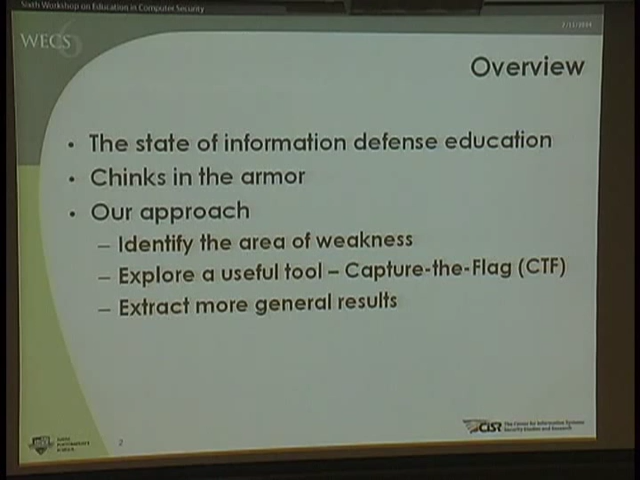 Sixth Workshop on Education in Computer Security
WECS
6
Overview
• The state of information defense education
• Chinks in the armor
• Our approach
– Identify the area of weakness
– Explore a useful tool – Capture-the-Flag (CTF)
– Extract more general results
CISR The Center for Information Systems
Security Studies and Research
2